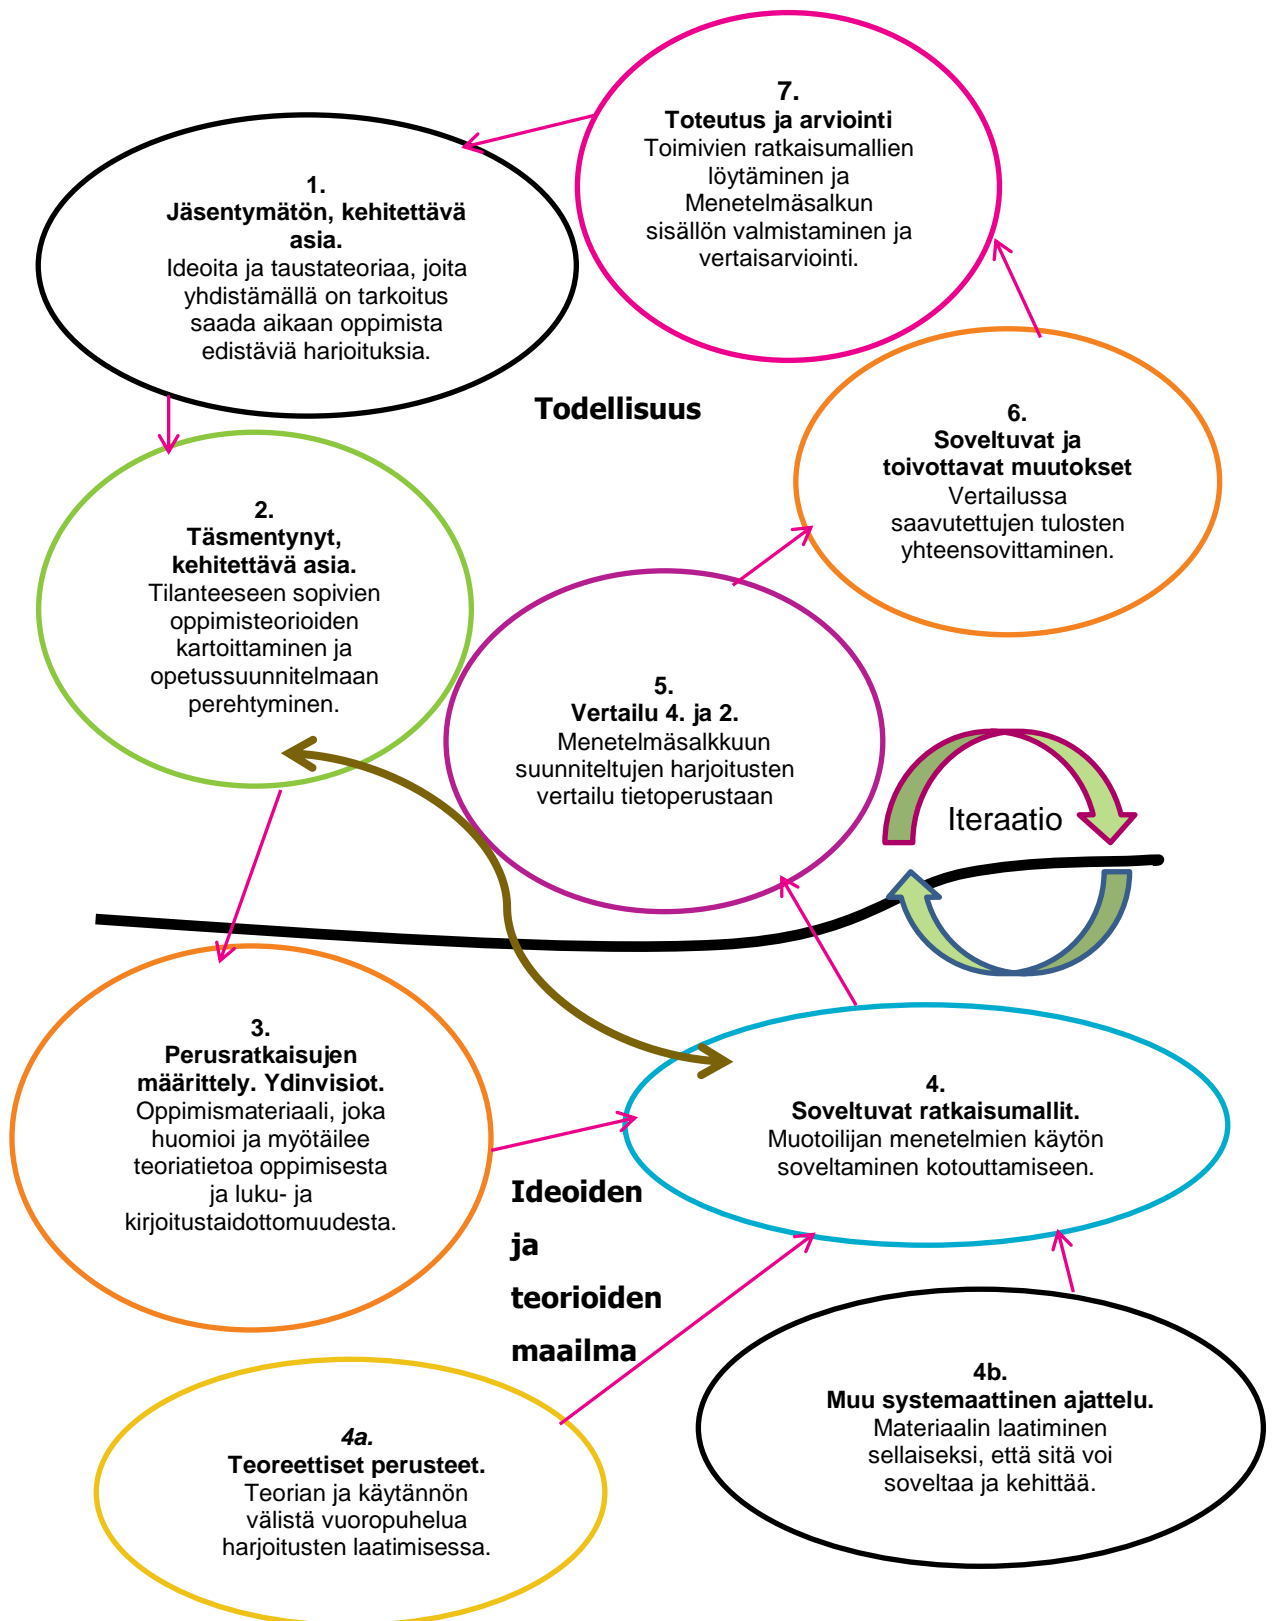 7.
Toteutus ja arviointi
Toimivien ratkaisumallien
löytäminen ja
Menetelmäsalkun
sisällön valmistaminen ja
vertaisarviointi.
1.
Jäsentymätön, kehitettävä
asia.
Ideoita ja taustateoriaa, joita
yhdistämällä on tarkoitus
saada aikaan oppimista
edistäviä harjoituksia.
Todellisuus
6.
Soveltuvat ja
toivottavat muutokset
Vertailussa
saavutettujen tulosten
yhteensovittaminen.
2.
Täsmentynyt,
kehitettävä asia.
Tilanteeseen sopivien
oppimisteorioiden
kartoittaminen ja
opetussuunnitelmaan
perehtyminen.
5.
Vertailu 4. ja 2.
Menetelmäsalkkuun
suunniteltujen harjoitusten
vertailu tietoperustaan
Iteraatio
3.
Perusratkaisujen
määrittely. Ydinvisiot.
Oppimismateriaali, joka
huomioi ja myötäilee
teoriatietoa oppimisesta
ja luku- ja
kirjoitustaidottomuudesta.
4.
Soveltuvat ratkaisumallit.
Muotoilijan menetelmien käytön
soveltaminen kotouttamiseen.
Ideoiden
ja
teorioiden
maailma
4b.
Muu systemaattinen ajattelu.
Materiaalin laatiminen
sellaiseksi, että sitä voi
soveltaa ja kehittää.
4a.
Teoreettiset perusteet.
Teorian ja käytännön
välistä vuoropuhelua
harjoitusten laatimisessa.